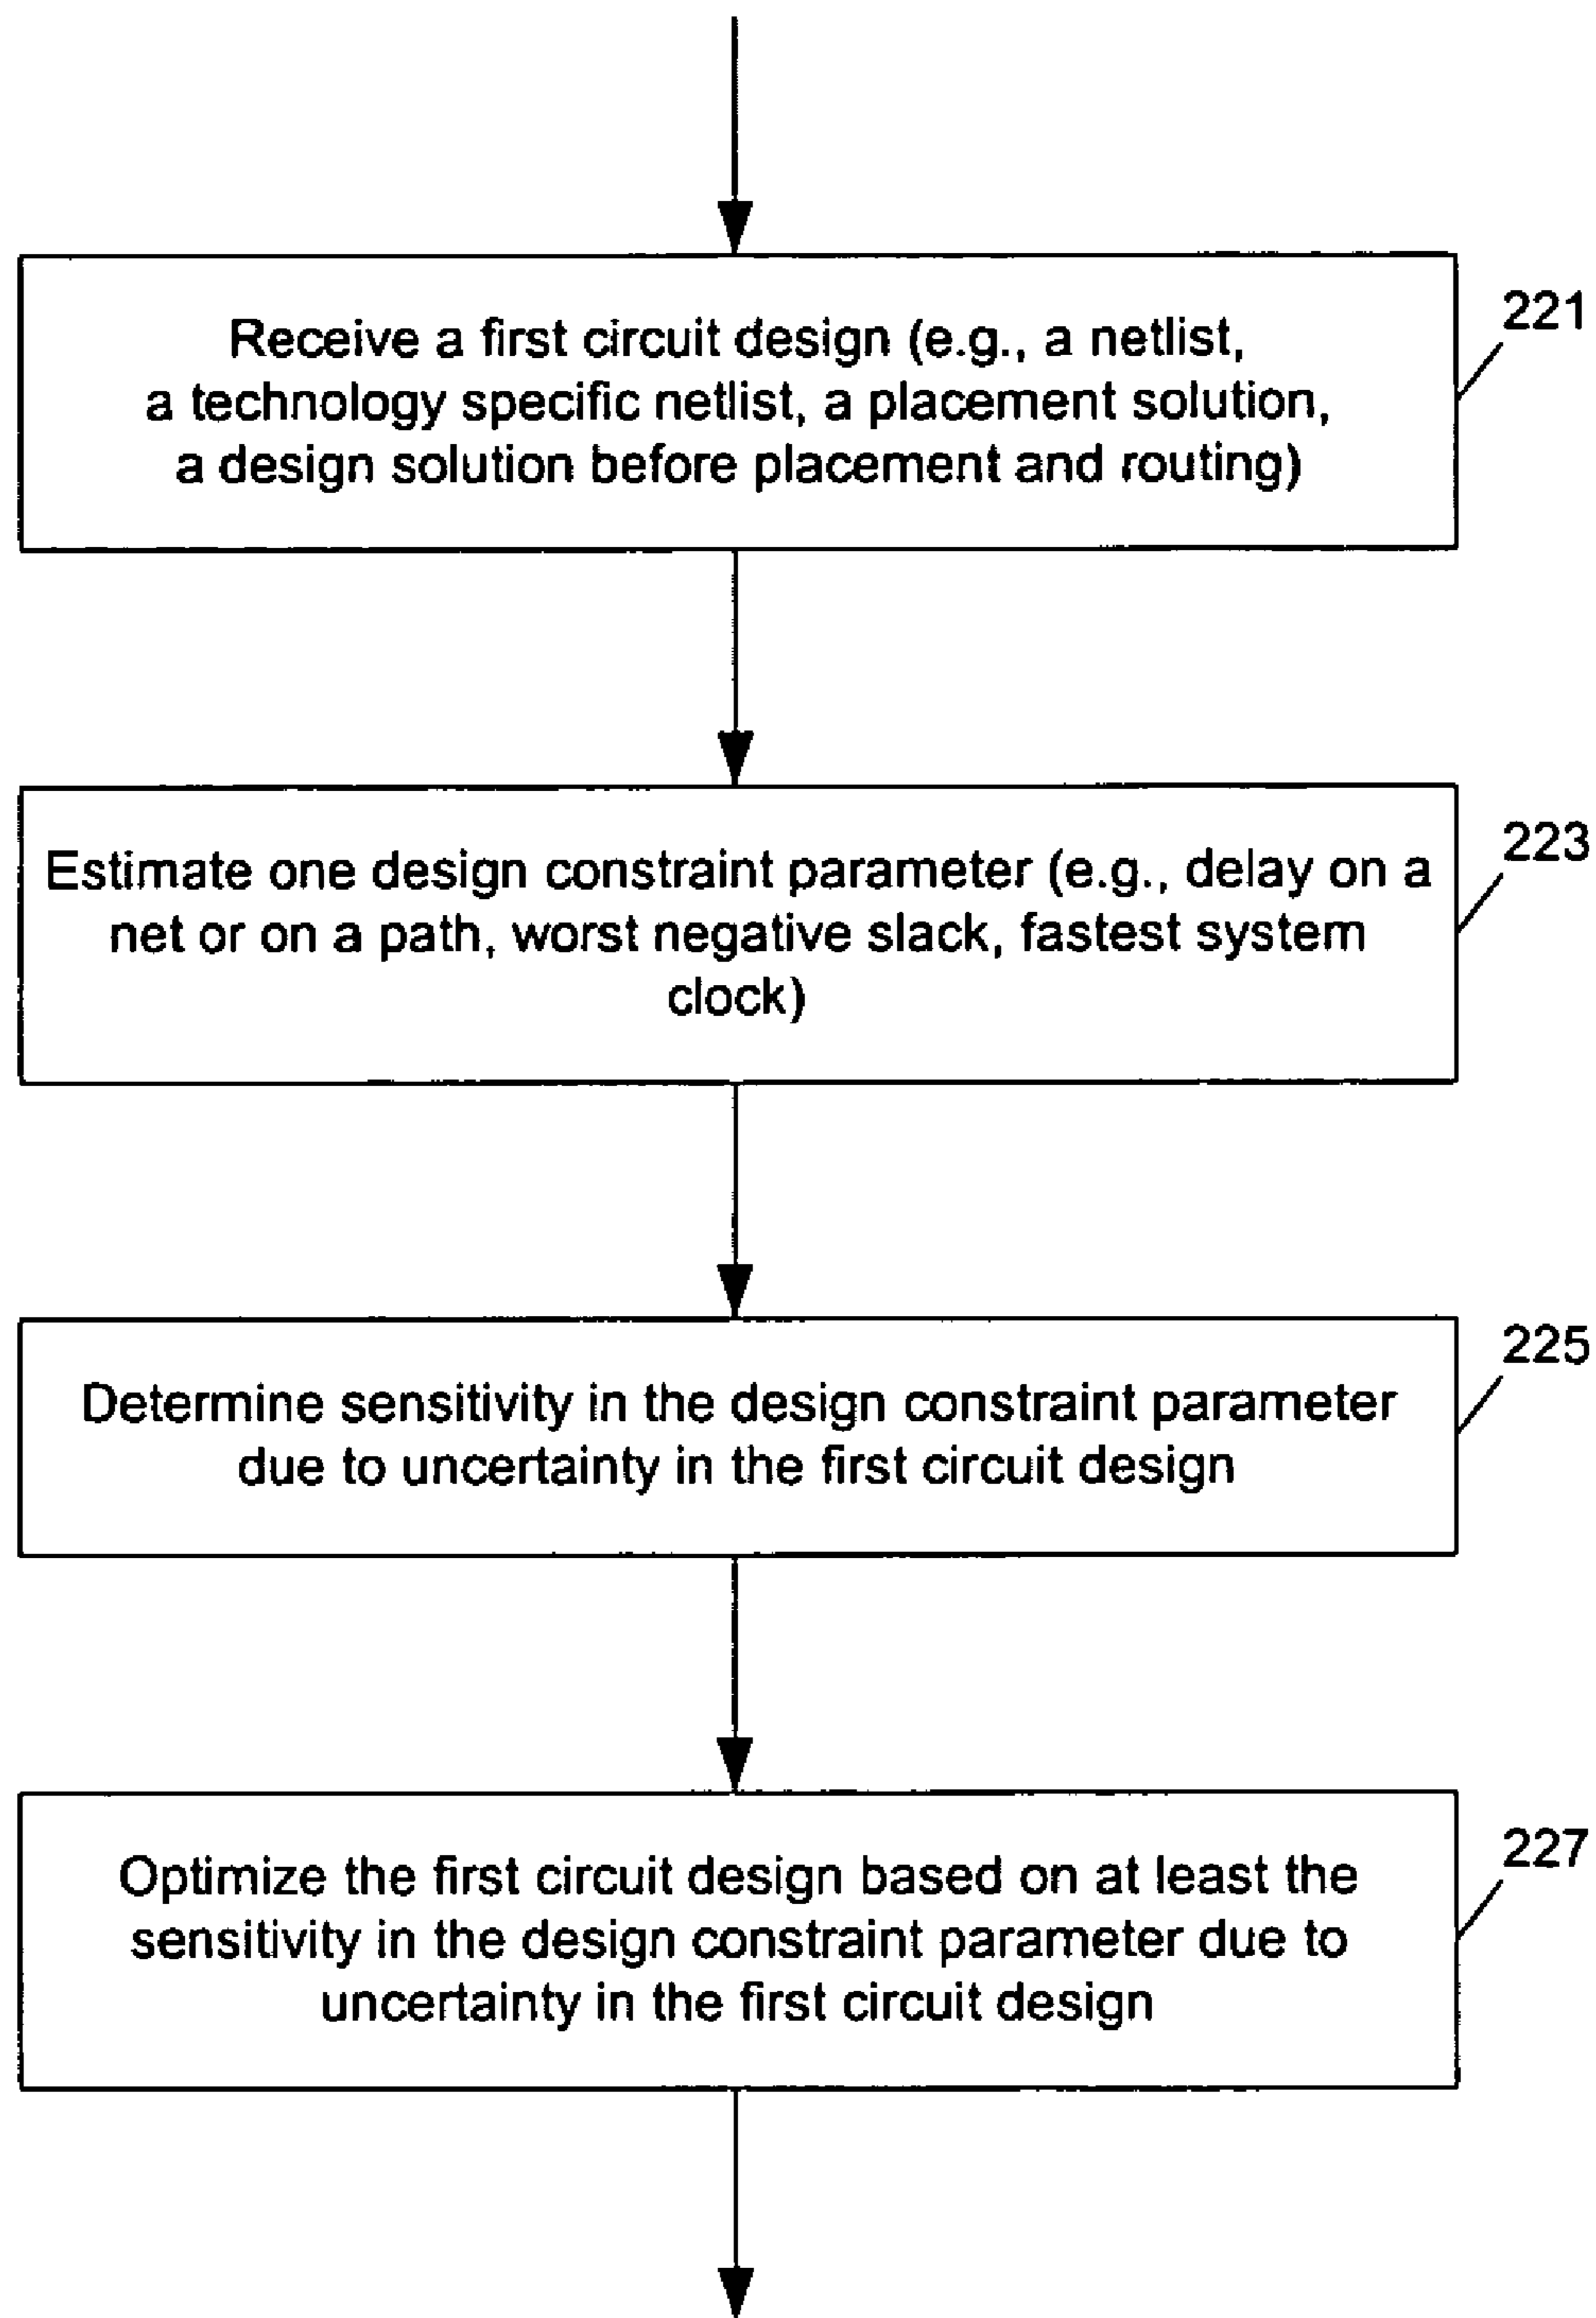 221
Receive a first circuit design (e.g., a netlist,
a technology specific netlist, a placement solution,
a design solution before placement and routing)
223
Estimate one design constraint parameter (e.g., delay on a
net or on a path, worst negative slack, fastest system
clock)
225
Determine sensitivity in the design constraint parameter
due to uncertainty in the first circuit design
227
Optimize the first circuit design based on at least the
sensitivity in the design constraint parameter due to
uncertainty in the first circuit design